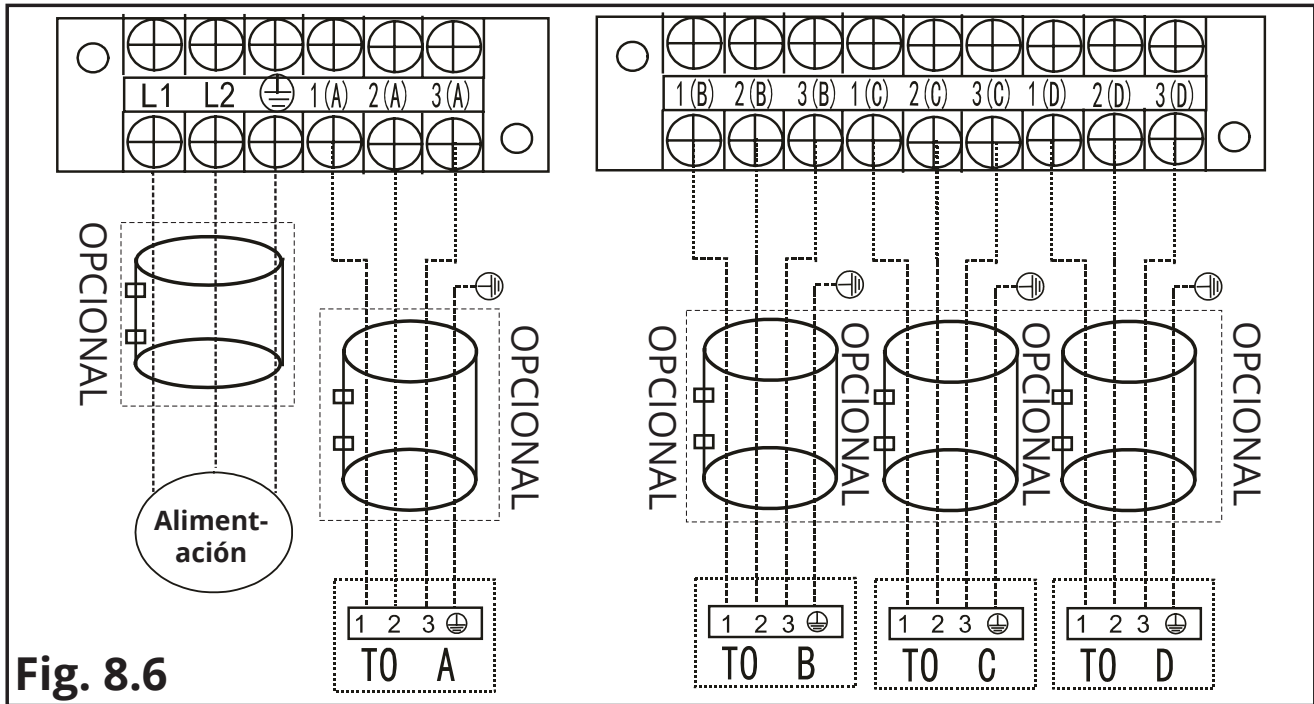 L1 L2 1(A) 2(A) 3(A)
1(B) 2(B) 3(B) 1(C) 2(C) 3(C) 1(D) 2(D) 3(D)
OPCIONAL
OPCIONAL
OPCIONAL
OPCIONAL
OPCIONAL
OPCIONAL
Aliment-
ación
1 2 3
TO A
1 2 3
TO B
1 2 3
TO C
1 2 3
TO D
Fig. 8.6